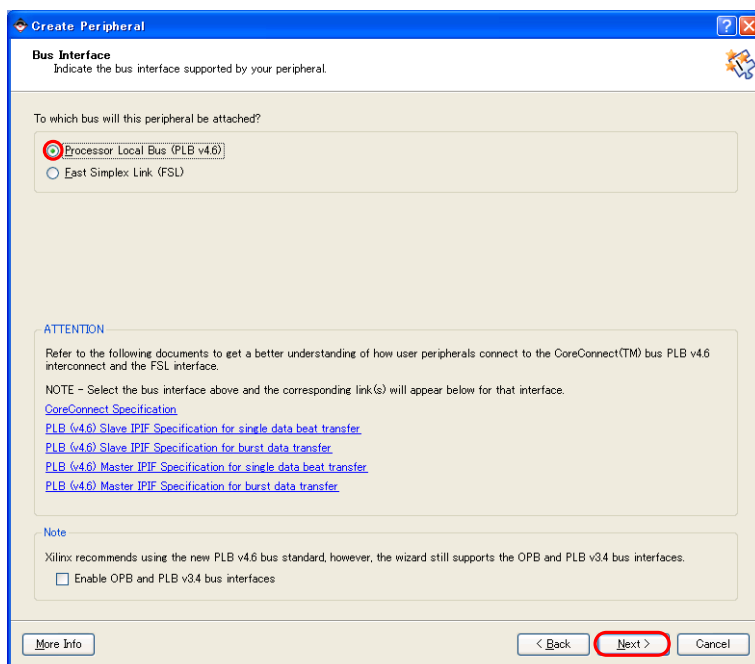 Create Peripheral
Bus Interface
Indicate the bus interface supported by your peripheral.
To which bus will this peripheral be attached?
Processor Local Bus (PLB v4.6)
Fast Simplex Link (FSL)
ATTENTION
Refer to the following documents to get a better understanding of how user peripherals connect to the CoreConnect(TM) bus PLB v4.6
interconnect and the FSL interface.
NOTE - Select the bus interface above and the corresponding link(s) will appear below for that interface.
CoreConnect Specification
PLB (v4.6) Slave IPIF Specification for single data beat transfer
PLB (v4.6) Slave IPIF Specification for burst data transfer
PLB (v4.6) Master IPIF Specification for single data beat transfer
PLB (v4.6) Master IPIF Specification for burst data transfer
Note
Xilinx recommends using the new PLB v4.6 bus standard, however, the wizard still supports the OPB and PLB v3.4 bus interfaces.
Enable OPB and PLB v3.4 bus interfaces
More Info
< Back
Next >
Cancel